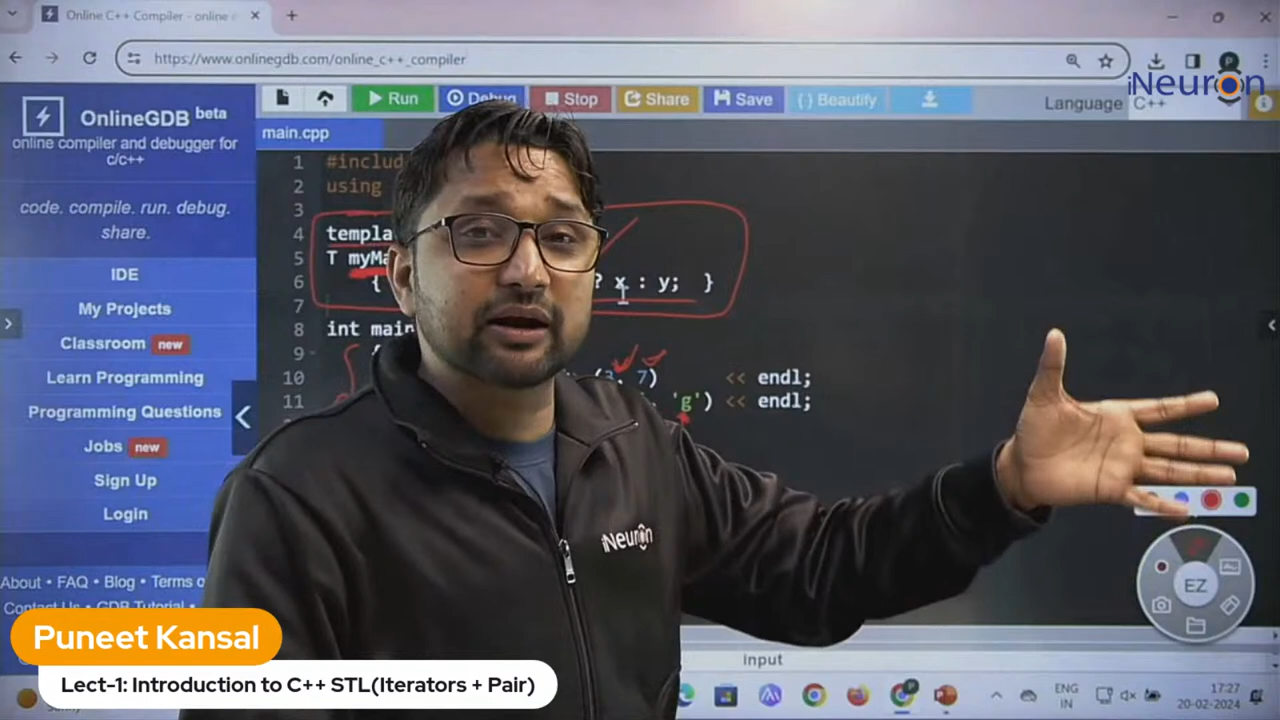 Online C++ Compiler - online e
https://www.onlinegdb.com/online_c++_compiler
iNeuron
OnlineGDB beta
online compiler and debugger for
c/c++
code. compile. run. debug.
share.
IDE
My Projects
Classroom new
Learn Programming
Programming Questions
Jobs new
Sign Up
Login
About • FAQ • Blog • Terms o
Contact Us • GDB Tutorial •
Run
Debug
Stop
Share
Save
{ } Beautify
Language C++
main.cpp
1 #includ
2 using
3
4 templa
5 T myMa
6 { ? x : y; }
7
8 int main
9 {
10 (3, 7) << endl;
11 'g') << endl;
iNeuron
EZ
input
Puneet Kansal
Lect-1: Introduction to C++ STL(Iterators + Pair)
ENG
IN
17:27
20-02-2024